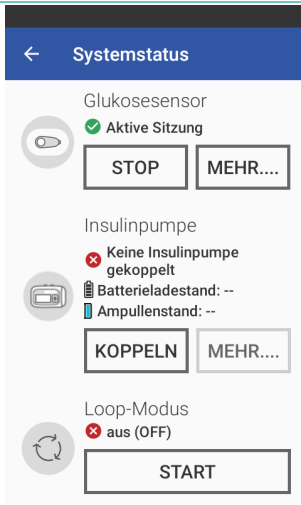 Systemstatus
Glukosesensor
Aktive Sitzung
STOP MEHR....
Insulinpumpe
Keine Insulinpumpe
gekoppelt
Batterieladestand: --
Ampullenstand: --
KOPPELN MEHR....
Loop-Modus
aus (OFF)
START